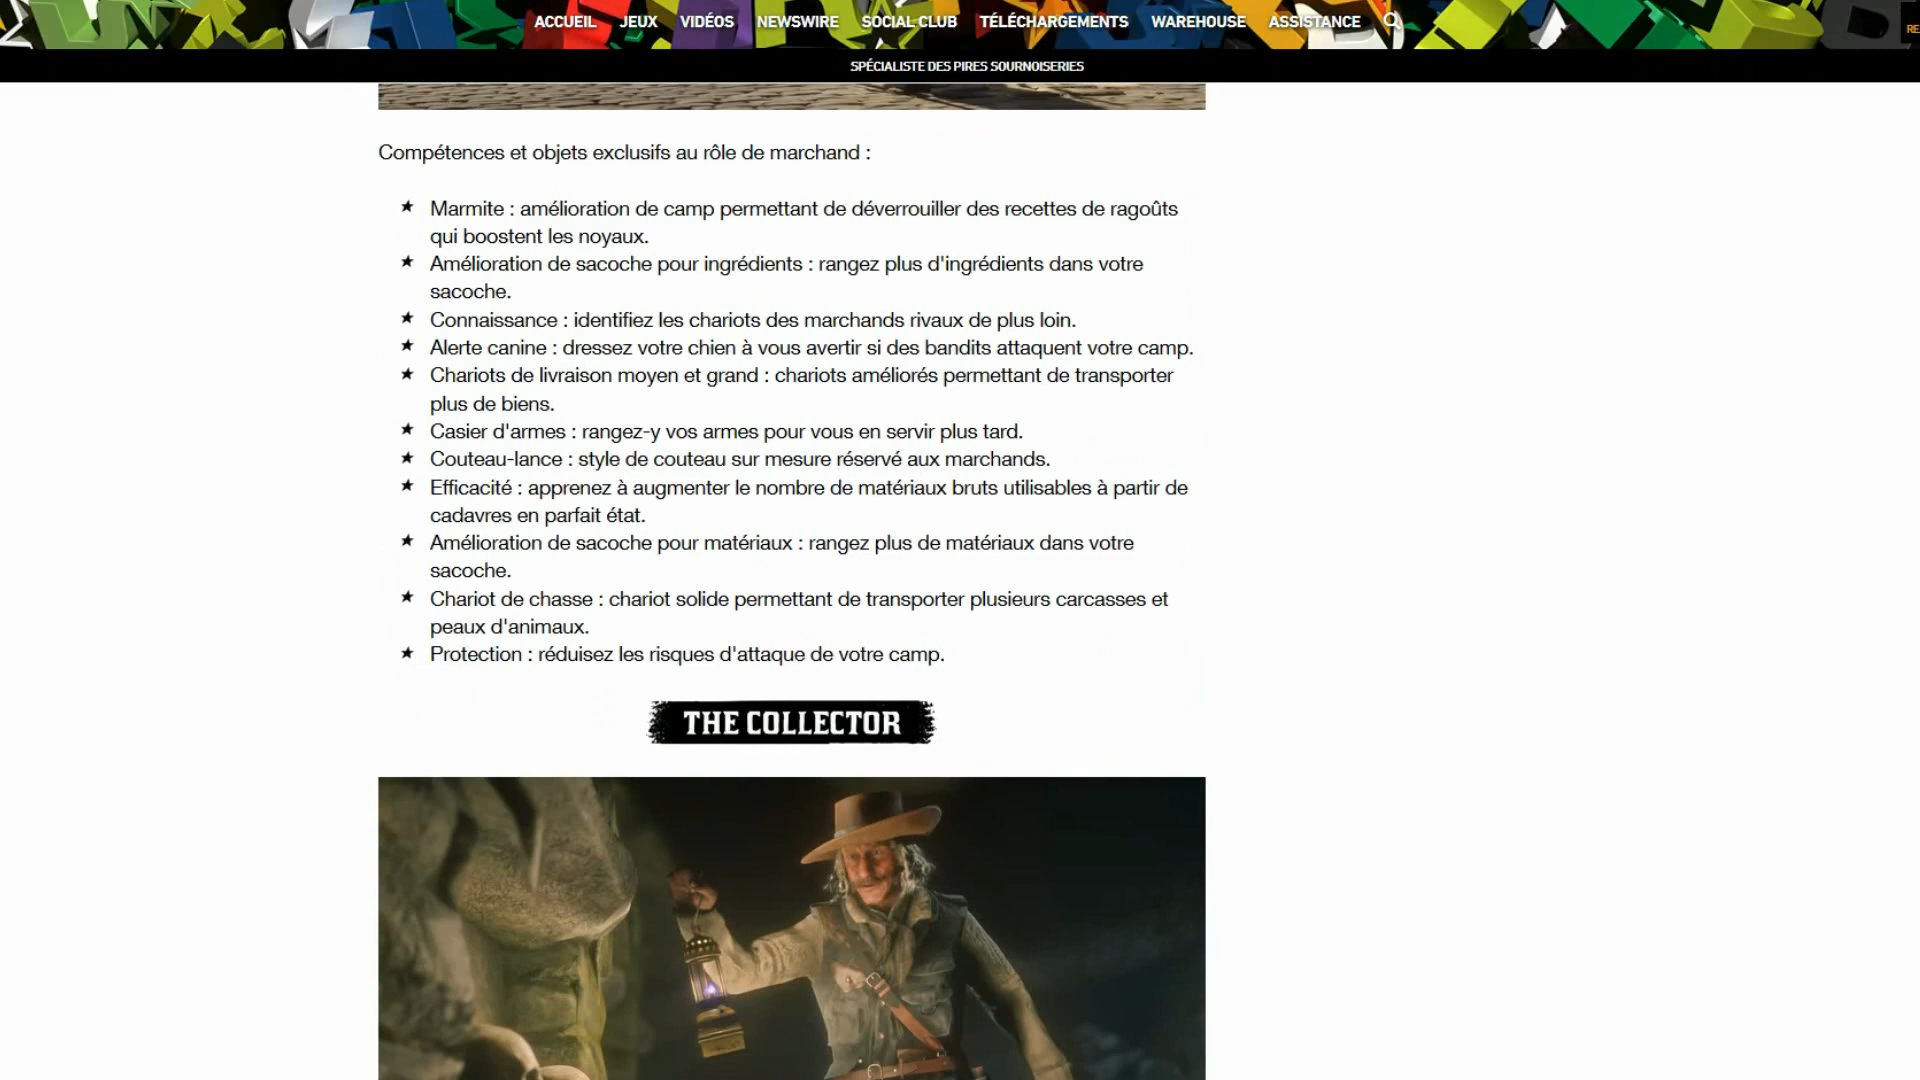 ACCUEIL JEUX VIDÉOS NEWSWIRE SOCIAL CLUB TÉLÉCHARGEMENTS WAREHOUSE ASSISTANCE
RE
SPÉCIALISTE DES PIRES SOURNOISERIES
Compétences et objets exclusifs au rôle de marchand :
Marmite : amélioration de camp permettant de déverrouiller des recettes de ragoûts
qui boostent les noyaux.
Amélioration de sacoche pour ingrédients : rangez plus d'ingrédients dans votre
sacoche.
Connaissance : identifiez les chariots des marchands rivaux de plus loin.
Alerte canine : dressez votre chien à vous avertir si des bandits attaquent votre camp.
Chariots de livraison moyen et grand : chariots améliorés permettant de transporter
plus de biens.
Casier d'armes : rangez-y vos armes pour vous en servir plus tard.
Couteau-lance : style de couteau sur mesure réservé aux marchands.
Efficacité : apprenez à augmenter le nombre de matériaux bruts utilisables à partir de
cadavres en parfait état.
Amélioration de sacoche pour matériaux : rangez plus de matériaux dans votre
sacoche.
Chariot de chasse : chariot solide permettant de transporter plusieurs carcasses et
peaux d'animaux.
Protection : réduisez les risques d'attaque de votre camp.
THE COLLECTOR